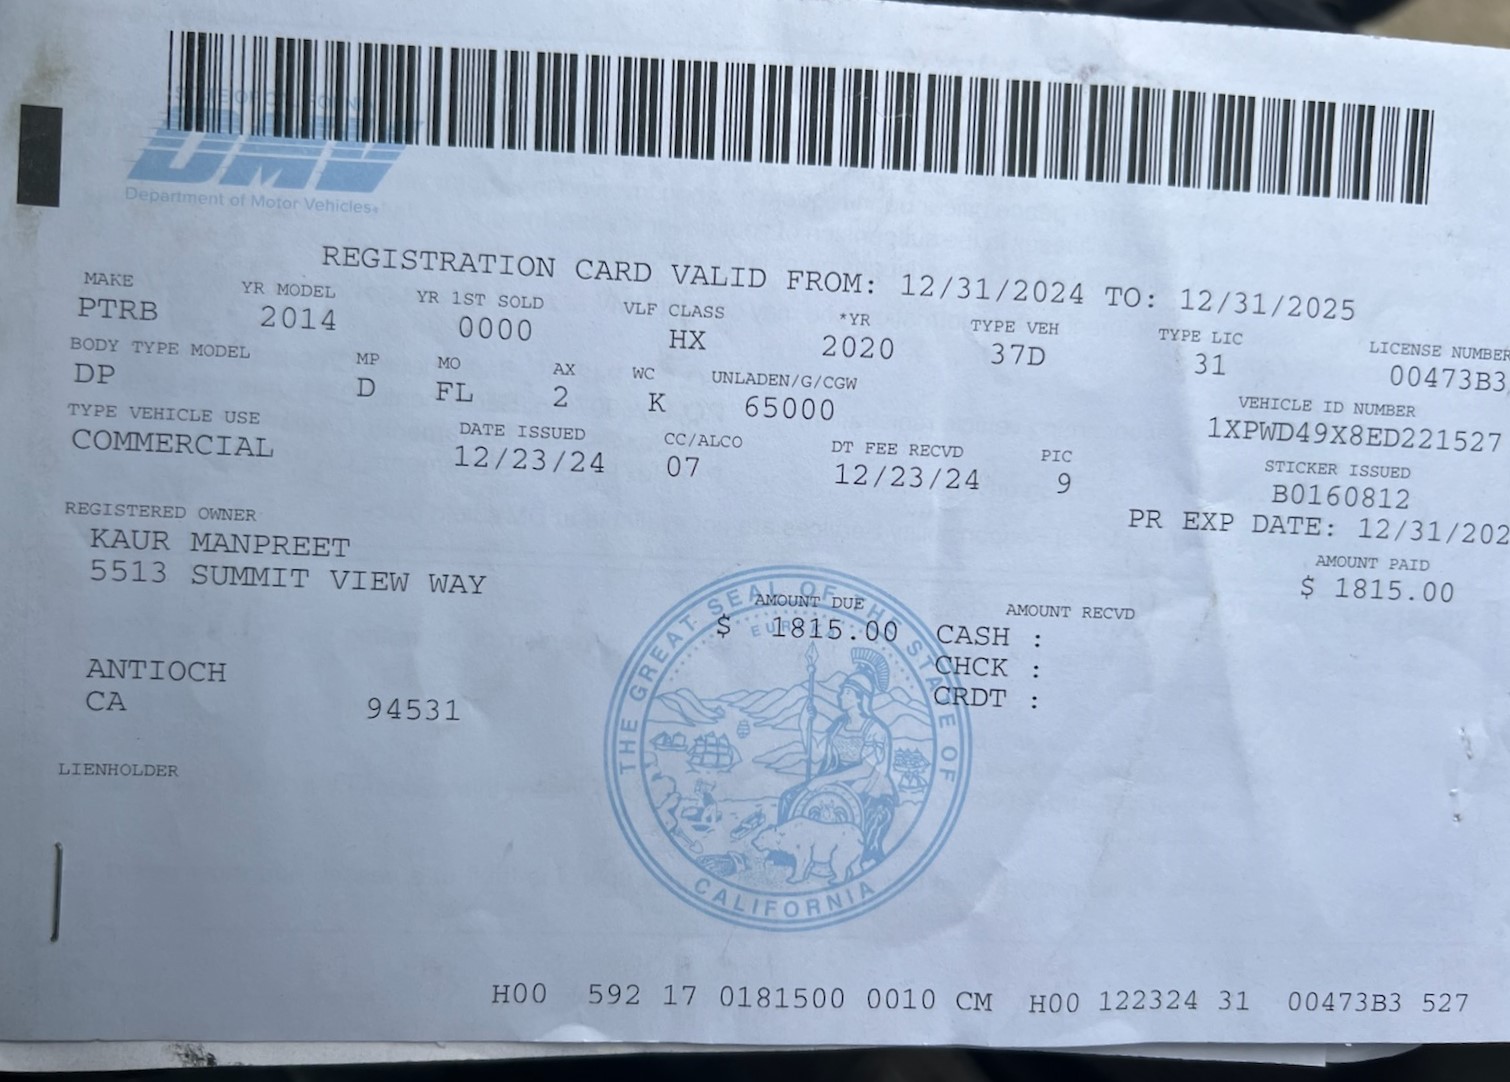 STATE OF CALIFORNIA
DMV
Department of Motor Vehicles
REGISTRATION CARD VALID FROM: 12/31/2024 TO: 12/31/2025
MAKE YR MODEL YR 1ST SOLD VLF CLASS *YR TYPE VEH TYPE LIC LICENSE NUMBER
PTRB 2014 0000 HX 2020 37D 31 00473B3
BODY TYPE MODEL MP MO AX WC UNLADEN/G/CGW VEHICLE ID NUMBER
DP D FL 2 K 65000 1XPWD49X8ED221527
TYPE VEHICLE USE DATE ISSUED CC/ALCO DT FEE RECVD PIC STICKER ISSUED
COMMERCIAL 12/23/24 07 12/23/24 9 B0160812
PR EXP DATE: 12/31/202
REGISTERED OWNER AMOUNT PAID
KAUR MANPREET $ 1815.00
5513 SUMMIT VIEW WAY
AMOUNT DUE AMOUNT RECVD
$ 1815.00 CASH :
CHCK :
CRDT :
ANTIOCH
CA 94531
LIENHOLDER
THE GREAT SEAL OF THE STATE OF CALIFORNIA
H00 592 17 0181500 0010 CM H00 122324 31 00473B3 527